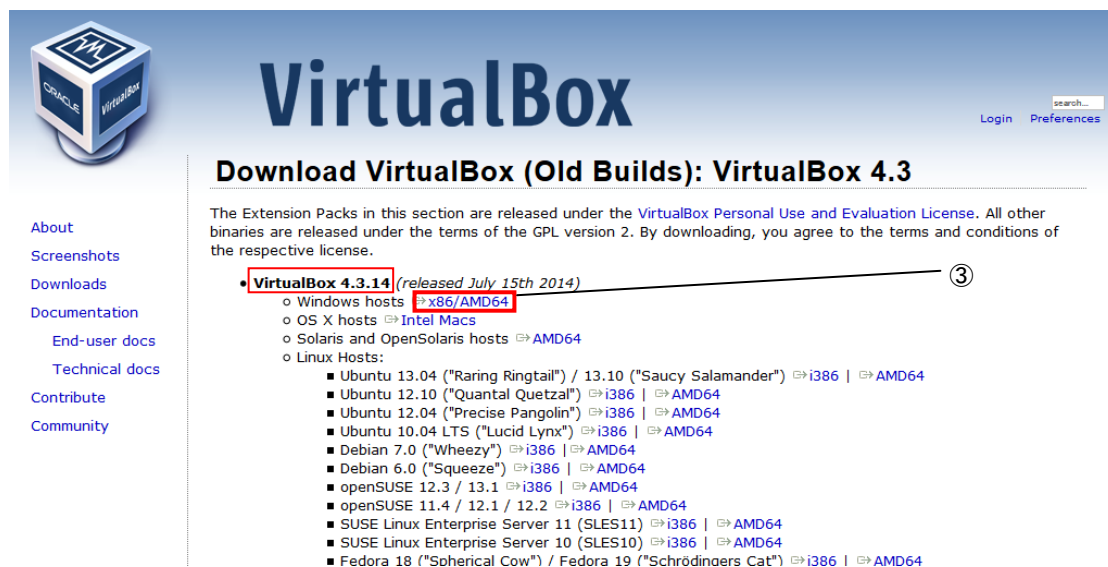 ORACLE
VirtualBox
VirtualBox
search...
Login Preferences
Download VirtualBox (Old Builds): VirtualBox 4.3
About
Screenshots
Downloads
Documentation
End-user docs
Technical docs
Contribute
Community
The Extension Packs in this section are released under the VirtualBox Personal Use and Evaluation License. All other
binaries are released under the terms of the GPL version 2. By downloading, you agree to the terms and conditions of
the respective license.
• VirtualBox 4.3.14 (released July 15th 2014)
③
Windows hosts x86/AMD64
OS X hosts Intel Macs
Solaris and OpenSolaris hosts AMD64
Linux Hosts:
Ubuntu 13.04 ("Raring Ringtail") / 13.10 ("Saucy Salamander") i386 | AMD64
Ubuntu 12.10 ("Quantal Quetzal") i386 | AMD64
Ubuntu 12.04 ("Precise Pangolin") i386 | AMD64
Ubuntu 10.04 LTS ("Lucid Lynx") i386 | AMD64
Debian 7.0 ("Wheezy") i386 | AMD64
Debian 6.0 ("Squeeze") i386 | AMD64
openSUSE 12.3 / 13.1 i386 | AMD64
openSUSE 11.4 / 12.1 / 12.2 i386 | AMD64
SUSE Linux Enterprise Server 11 (SLES11) i386 | AMD64
SUSE Linux Enterprise Server 10 (SLES10) i386 | AMD64
Fedora 18 ("Spherical Cow") / Fedora 19 ("Schrödingers Cat") i386 | AMD64